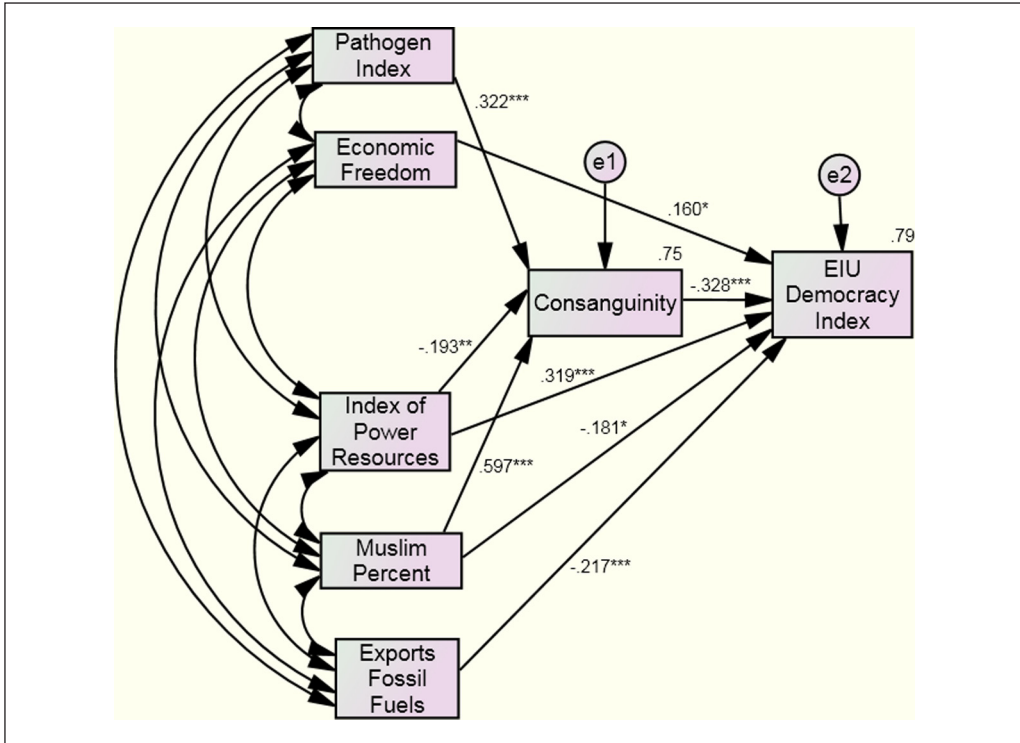 Pathogen
Index
.322***
Economic
Freedom
e1
e2
.160*
.79
.75
EIU
Democracy
Index
Consanguinity
-.328***
-.193**
.319***
Index of
Power
Resources
-.181*
.597***
Muslim
Percent
-.217***
Exports
Fossil
Fuels